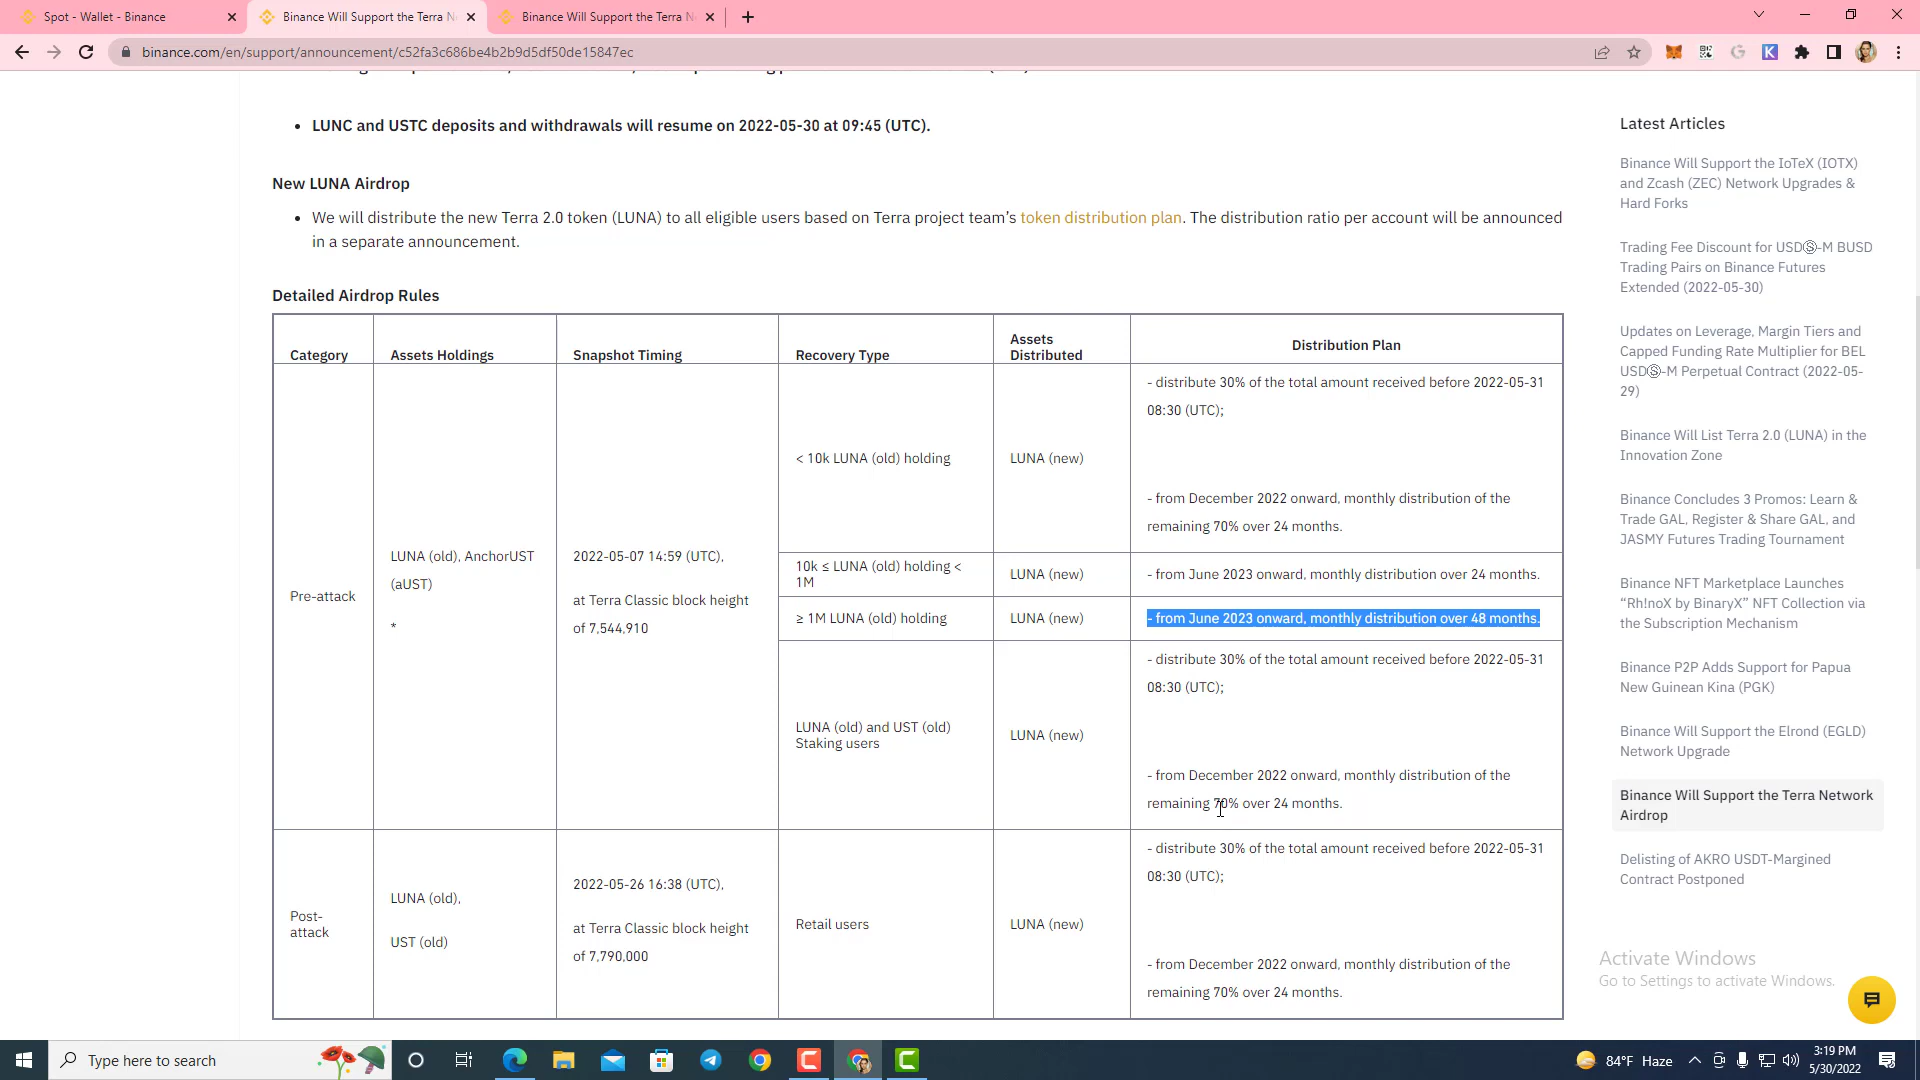 Spot - Wallet - Binance
Binance Will Support the Terra N
Binance Will Support the Terra N
binance.com/en/support/announcement/c52fa3c686be4b2b9d5df50de15847ec
• LUNC and USTC deposits and withdrawals will resume on 2022-05-30 at 09:45 (UTC).
New LUNA Airdrop
• We will distribute the new Terra 2.0 token (LUNA) to all eligible users based on Terra project team's token distribution plan. The distribution ratio per account will be announced
in a separate announcement.
Detailed Airdrop Rules
Category
Assets Holdings
Snapshot Timing
Recovery Type
Assets
Distributed
Distribution Plan
Pre-attack
LUNA (old), AnchorUST
(aUST)
*
2022-05-07 14:59 (UTC),
at Terra Classic block height
of 7,544,910
< 10k LUNA (old) holding
LUNA (new)
- distribute 30% of the total amount received before 2022-05-31
08:30 (UTC);
- from December 2022 onward, monthly distribution of the
remaining 70% over 24 months.
10k ≤ LUNA (old) holding <
1M
LUNA (new)
- from June 2023 onward, monthly distribution over 24 months.
≥ 1M LUNA (old) holding
LUNA (new)
- from June 2023 onward, monthly distribution over 48 months.
LUNA (old) and UST (old)
Staking users
LUNA (new)
- distribute 30% of the total amount received before 2022-05-31
08:30 (UTC);
- from December 2022 onward, monthly distribution of the
remaining 70% over 24 months.
Post-
attack
LUNA (old),
UST (old)
2022-05-26 16:38 (UTC),
at Terra Classic block height
of 7,790,000
Retail users
LUNA (new)
- distribute 30% of the total amount received before 2022-05-31
08:30 (UTC);
- from December 2022 onward, monthly distribution of the
remaining 70% over 24 months.
Latest Articles
Binance Will Support the IoTeX (IOTX)
and Zcash (ZEC) Network Upgrades &
Hard Forks
Trading Fee Discount for USDⓈ-M BUSD
Trading Pairs on Binance Futures
Extended (2022-05-30)
Updates on Leverage, Margin Tiers and
Capped Funding Rate Multiplier for BEL
USDⓈ-M Perpetual Contract (2022-05-
29)
Binance Will List Terra 2.0 (LUNA) in the
Innovation Zone
Binance Concludes 3 Promos: Learn &
Trade GAL, Register & Share GAL, and
JASMY Futures Trading Tournament
Binance NFT Marketplace Launches
“Rh!noX by BinaryX” NFT Collection via
the Subscription Mechanism
Binance P2P Adds Support for Papua
New Guinean Kina (PGK)
Binance Will Support the Elrond (EGLD)
Network Upgrade
Binance Will Support the Terra Network
Airdrop
Delisting of AKRO USDT-Margined
Contract Postponed
Activate Windows
Go to Settings to activate Windows.
Type here to search
84°F Haze
3:19 PM
5/30/2022